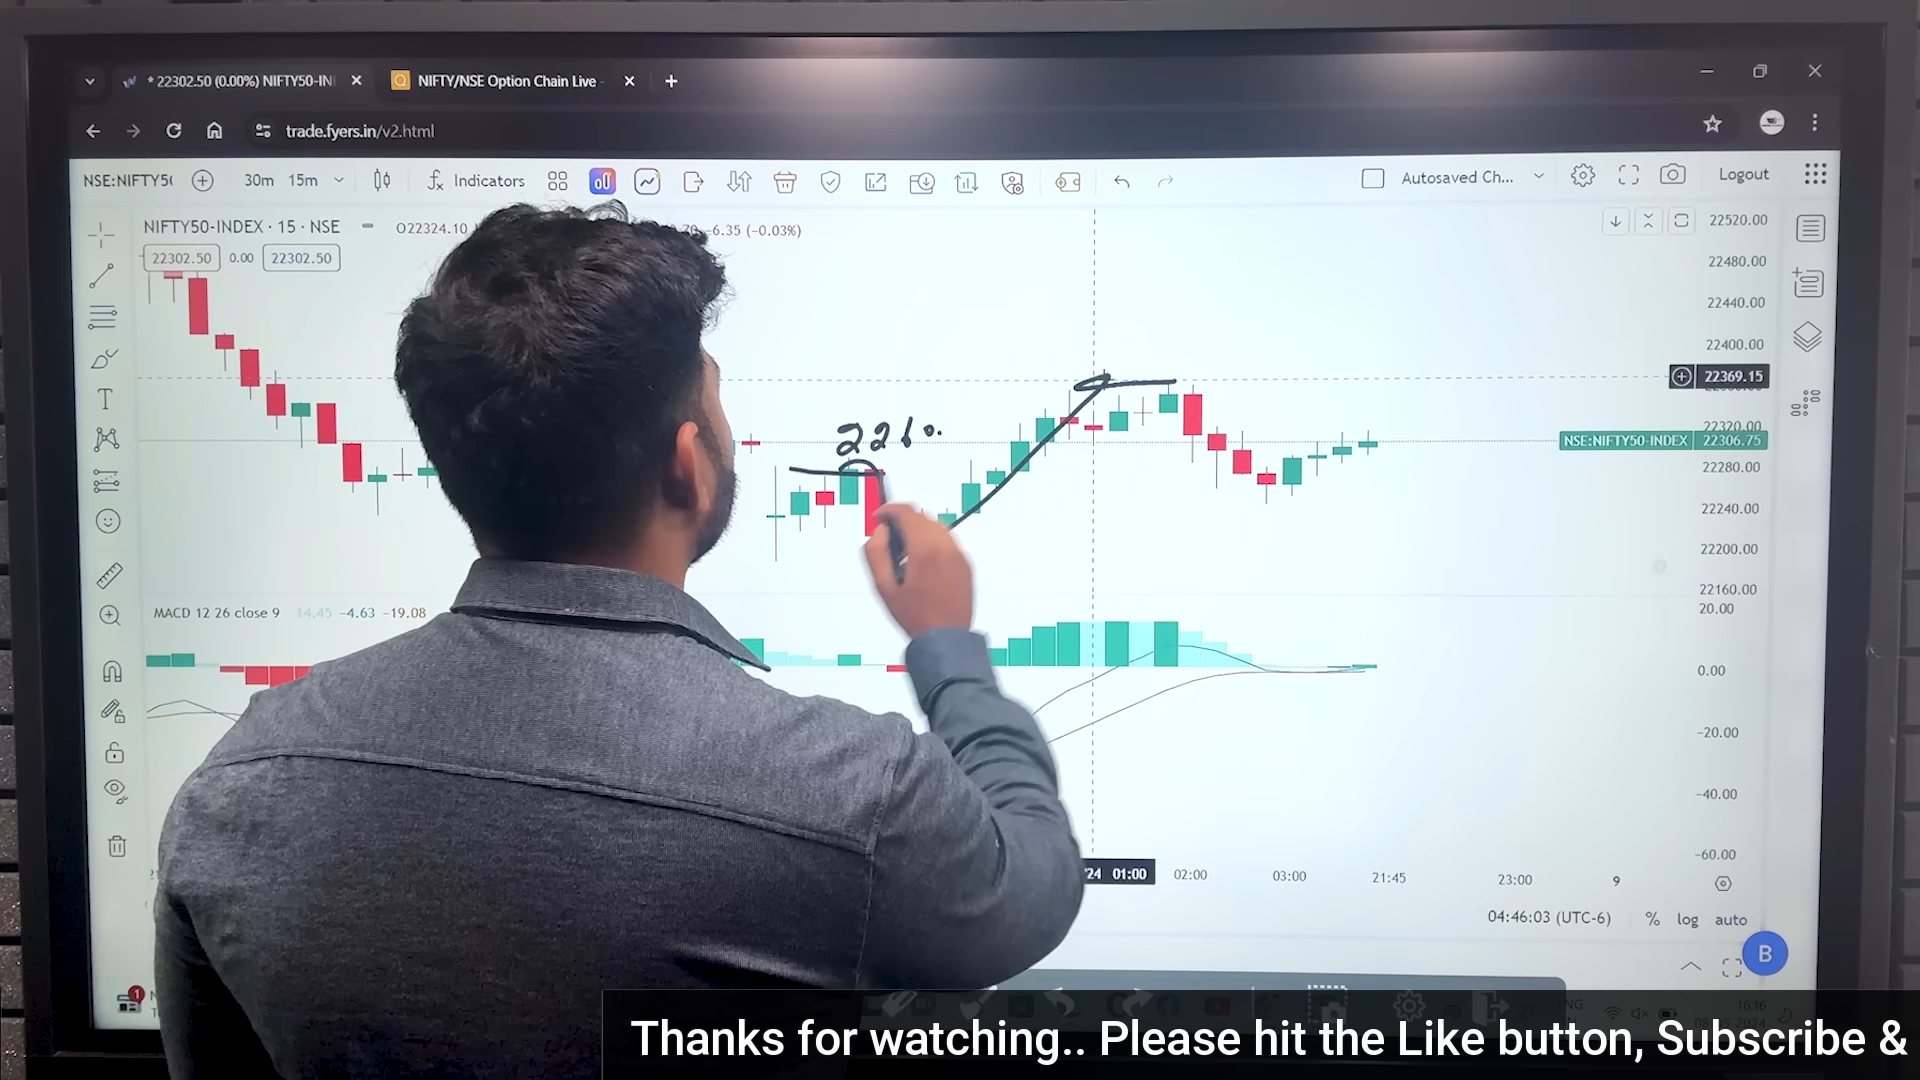 * 22302.50 (0.00%) NIFTY50-IN
NIFTY/NSE Option Chain Live -
trade.fyers.in/v2.html
NSE:NIFTY5
30m 15m
Indicators
Autosaved Ch...
Logout
NIFTY50-INDEX · 15 · NSE
O22324.10
-6.35 (-0.03%)
22302.50 0.00 22302.50
22520.00
22480.00
22440.00
22400.00
22369.15
22320.00
NSE:NIFTY50-INDEX 22306.75
22280.00
22240.00
22200.00
22160.00
MACD 12 26 close 9 14.45 -4.63 -19.08
20.00
0.00
-20.00
-40.00
-60.00
24 01:00 02:00 03:00 21:45 23:00 9
04:46:03 (UTC-6) % log auto
B
1
ENG
16:16
Thanks for watching.. Please hit the Like button, Subscribe &